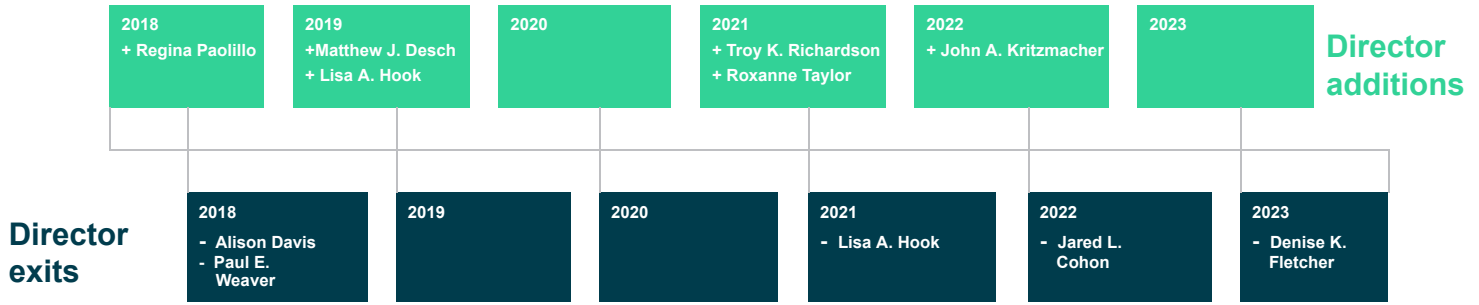 2018
+ Regina Paolillo
2019
+Matthew J. Desch
+ Lisa A. Hook
2020
2021
+ Troy K. Richardson
+ Roxanne Taylor
2022
+ John A. Kritzmacher
2023
Director
additions
Director
exits
2018
- Alison Davis
- Paul E.
Weaver
2019
2020
2021
- Lisa A. Hook
2022
- Jared L.
Cohon
2023
- Denise K.
Fletcher